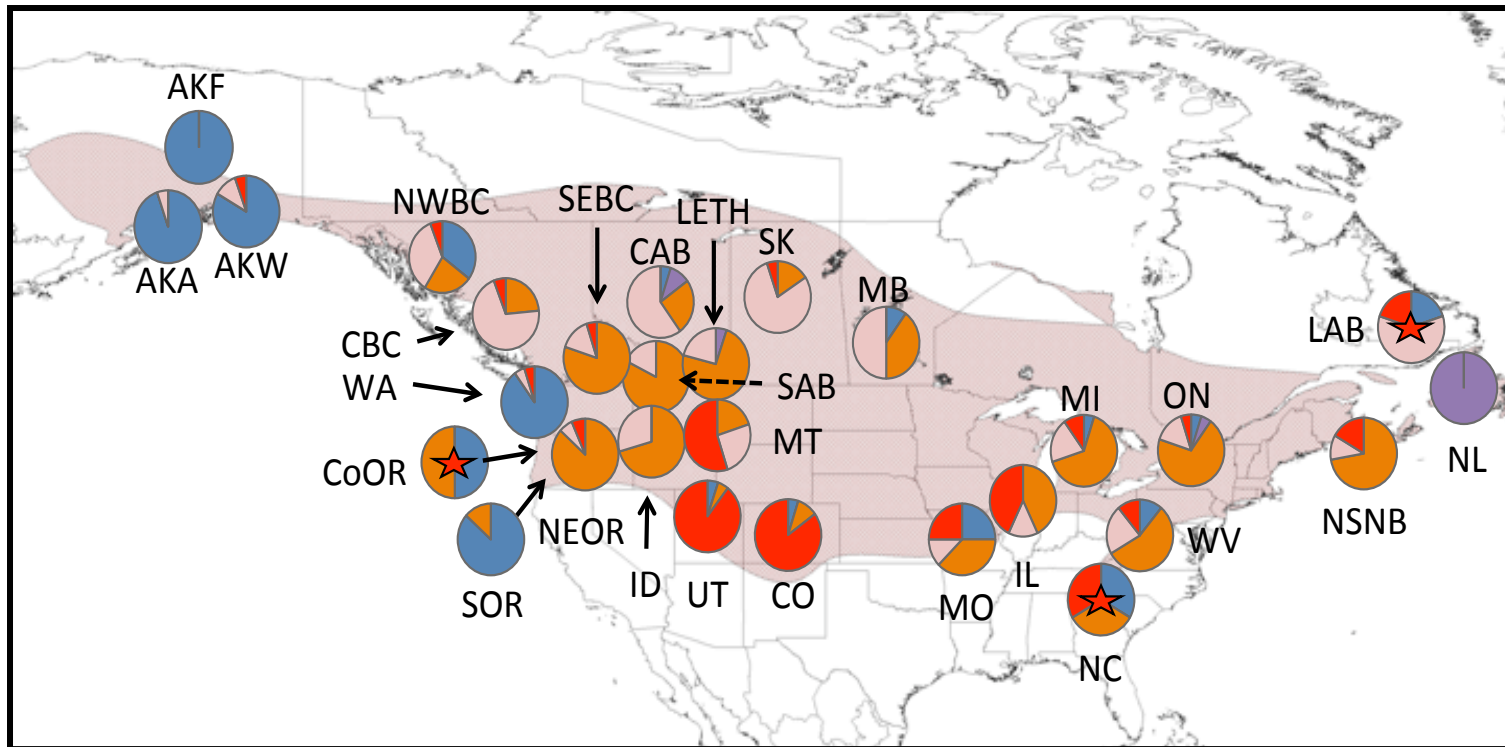 AKF
AKA
AKW
NWBC
SEBC
LETH
CAB
SK
MB
CBC
WA
SAB
LAB
MI
ON
MT
CoOR
NL
NEOR
NSNB
WV
SOR
ID
UT
CO
MO
IL
NC